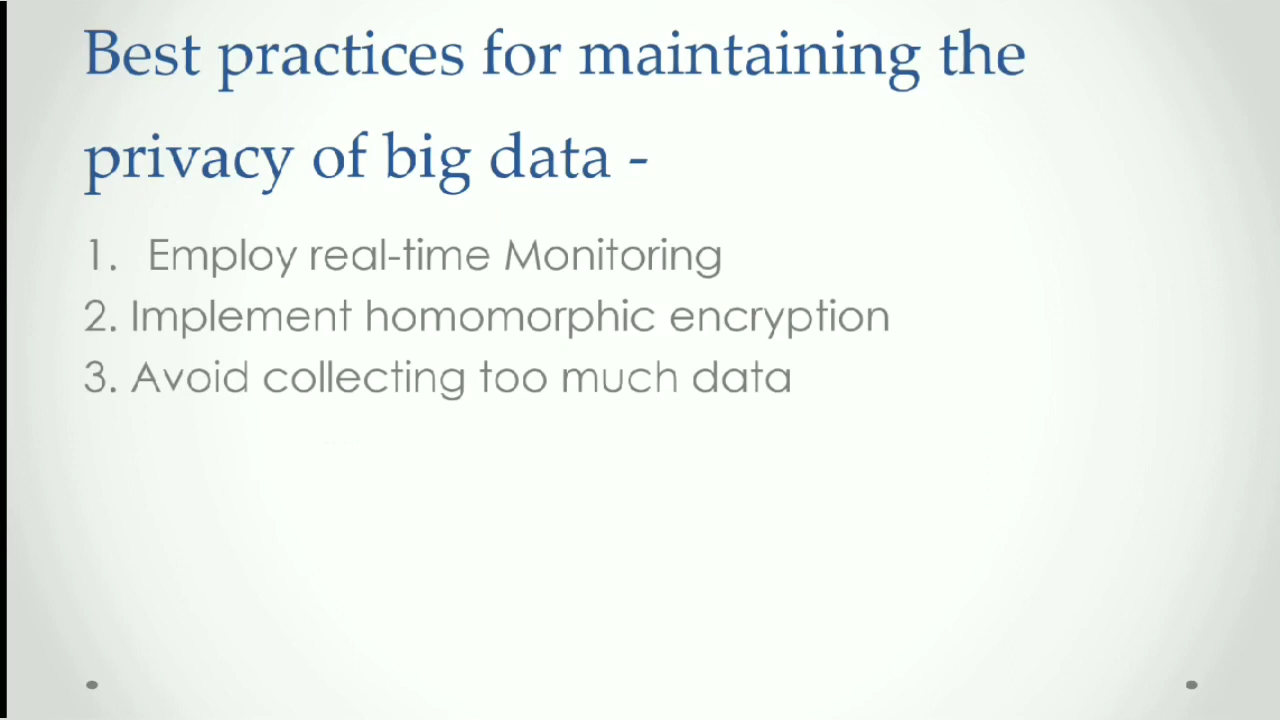 Best practices for maintaining the
privacy of big data -
1. Employ real-time Monitoring
2. Implement homomorphic encryption
3. Avoid collecting too much data